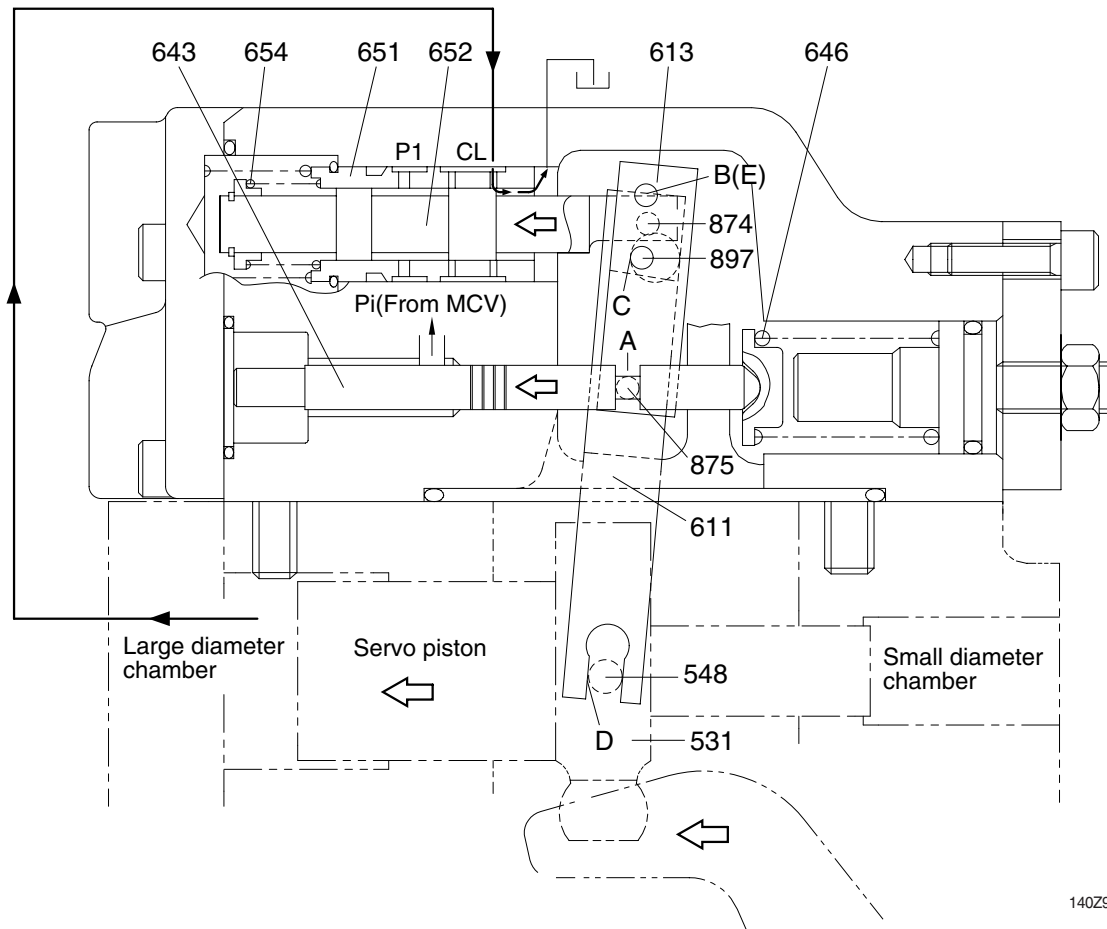 643
654
651
652
613
646
P1
CL
B(E)
874
897
C
Pi(From MCV)
A
875
611
Large diameter
chamber
Servo piston
548
Small diameter
chamber
D
531
140Z9